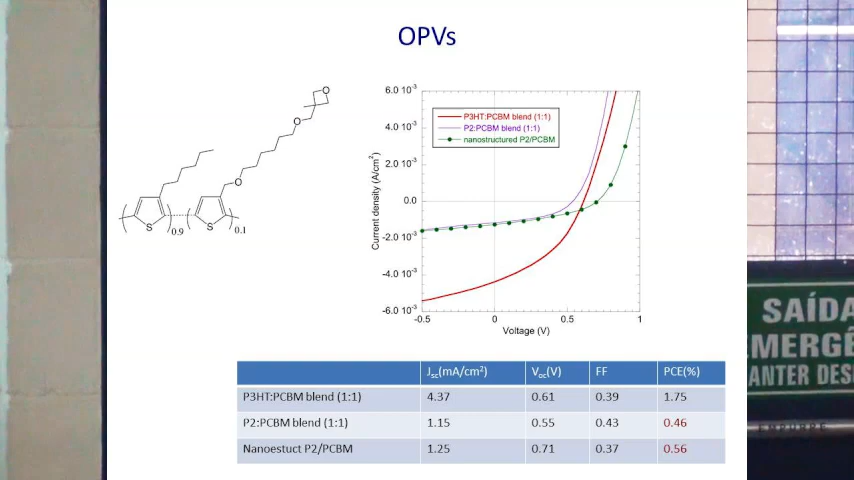 OPVs
O
O
O
S
S
0.9
0.1
6.0 10⁻³
4.0 10⁻³
2.0 10⁻³
0.0
-2.0 10⁻³
-4.0 10⁻³
-6.0 10⁻³
Current density (A/cm²)
P3HT:PCBM blend (1:1)
P2:PCBM blend (1:1)
nanostructured P2/PCBM
-0.5 0 0.5 1
Voltage (V)
Jsc(mA/cm²) Voc(V) FF PCE(%)
P3HT:PCBM blend (1:1) 4.37 0.61 0.39 1.75
P2:PCBM blend (1:1) 1.15 0.55 0.43 0.46
Nanoestuct P2/PCBM 1.25 0.71 0.37 0.56
SAÍDA
EMERGÊ
ANTER DES
EMPURRE